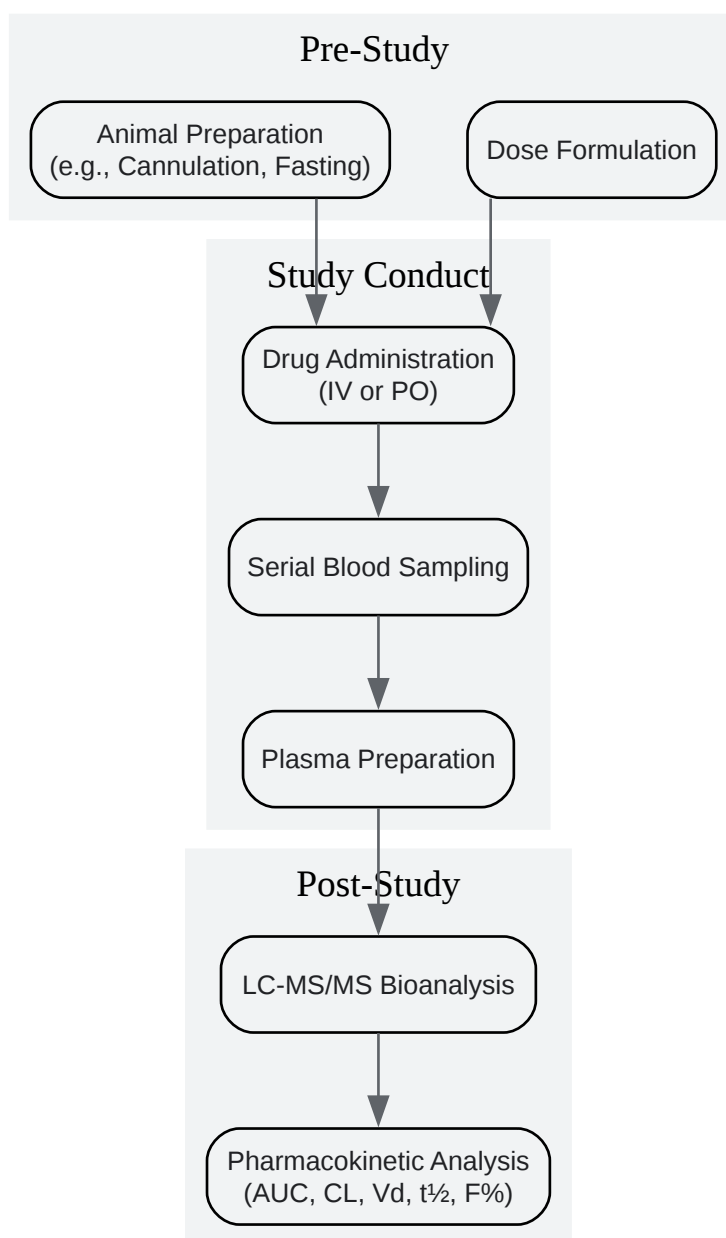 Pre-Study
Animal Preparation
(e.g., Cannulation, Fasting)
Dose Formulation
Study Conduct
Drug Administration
(IV or PO)
Serial Blood Sampling
Plasma Preparation
Post-Study
LC-MS/MS Bioanalysis
Pharmacokinetic Analysis
(AUC, CL, Vd, t½, F%)